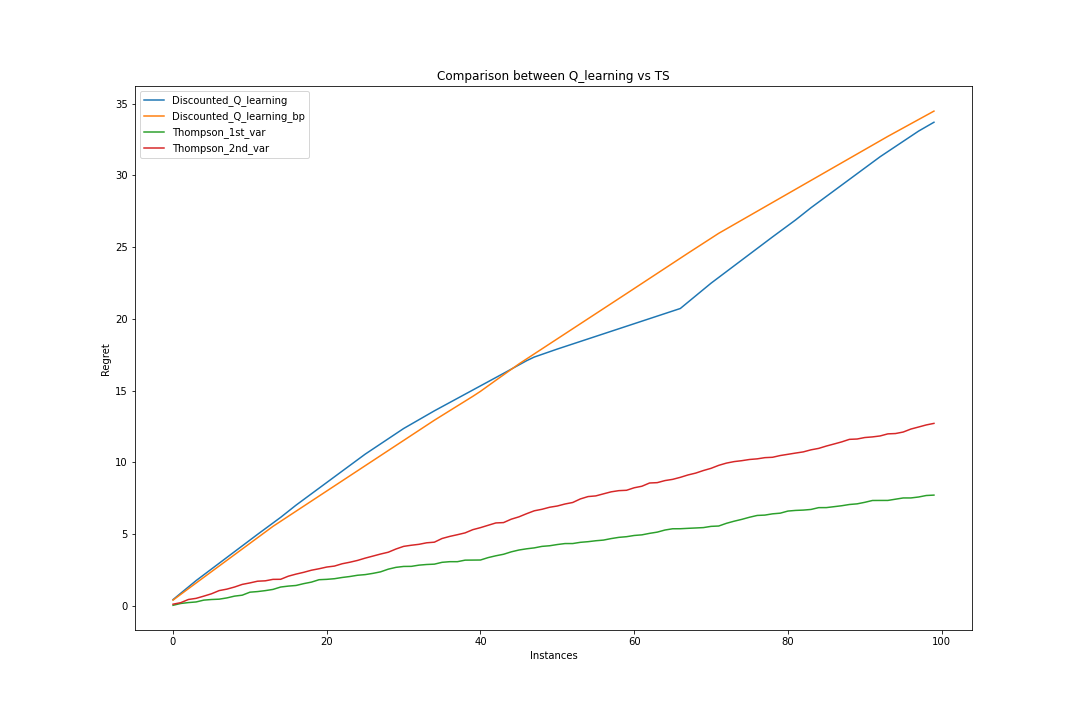 Comparison between Q_learning vs TS
Discounted_Q_learning
Discounted_Q_learning_bp
Thompson_1st_var
Thompson_2nd_var
35
30
25
20
15
10
5
0
Regret
0 20 40 60 80 100
Instances